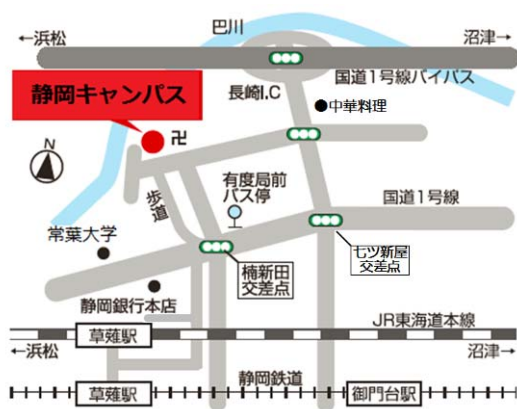 巴川
←浜松
沼津→
国道1号線バイパス
静岡キャンパス
長崎I.C
中華料理
卍
N
歩道
有度局前
バス停
国道1号線
常葉大学
七ツ新屋
交差点
楠新田
交差点
静岡銀行本店
JR東海道本線
←浜松
草薙駅
沼津→
静岡鉄道
草薙駅
御門台駅